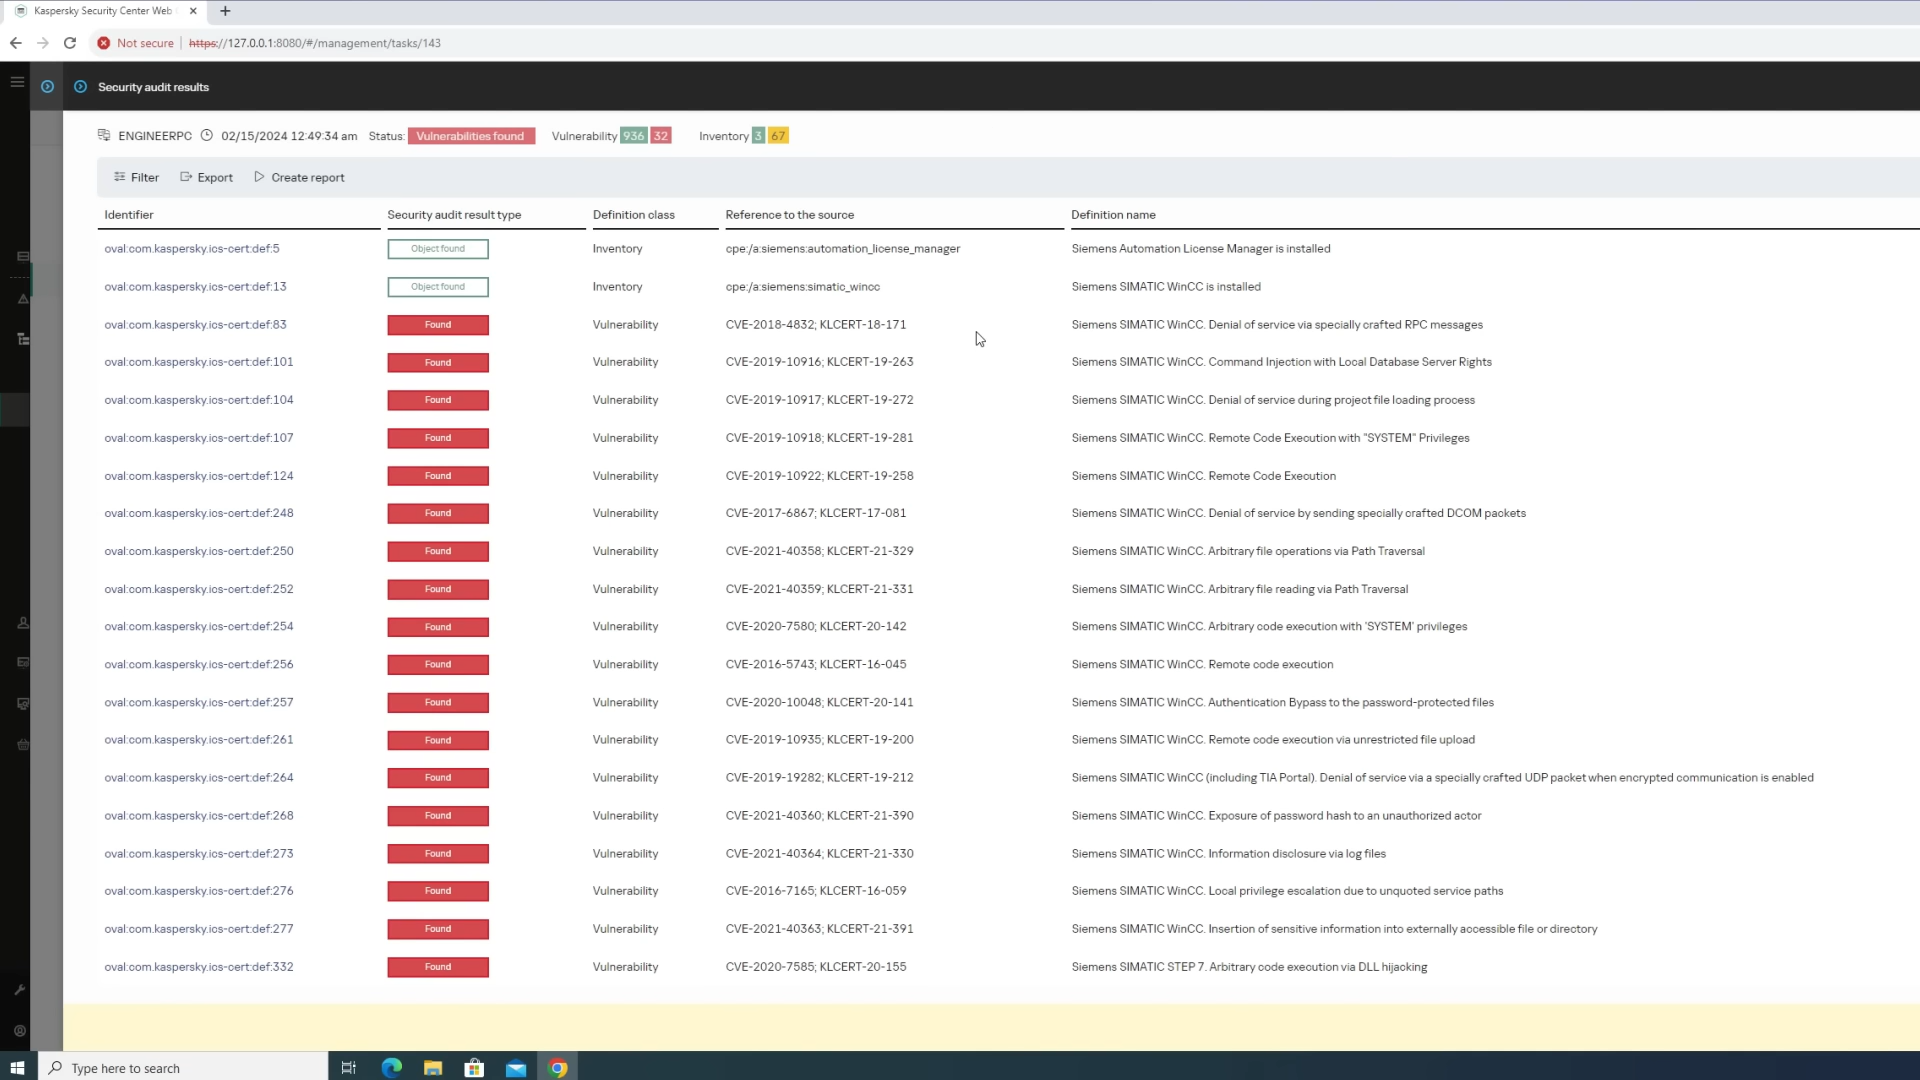 Kaspersky Security Center Web
Not secure https://127.0.0.1:8080/#/management/tasks/143
Security audit results
ENGINEERPC 02/15/2024 12:49:34 am Status: Vulnerabilities found Vulnerability 936 32 Inventory 3 67
Filter Export Create report
Identifier Security audit result type Definition class Reference to the source Definition name
oval:com.kaspersky.ics-cert:def:5 Object found Inventory cpe:/a:siemens:automation_license_manager Siemens Automation License Manager is installed
oval:com.kaspersky.ics-cert:def:13 Object found Inventory cpe:/a:siemens:simatic_wincc Siemens SIMATIC WinCC is installed
oval:com.kaspersky.ics-cert:def:83 Found Vulnerability CVE-2018-4832; KLCERT-18-171 Siemens SIMATIC WinCC. Denial of service via specially crafted RPC messages
oval:com.kaspersky.ics-cert:def:101 Found Vulnerability CVE-2019-10916; KLCERT-19-263 Siemens SIMATIC WinCC. Command Injection with Local Database Server Rights
oval:com.kaspersky.ics-cert:def:104 Found Vulnerability CVE-2019-10917; KLCERT-19-272 Siemens SIMATIC WinCC. Denial of service during project file loading process
oval:com.kaspersky.ics-cert:def:107 Found Vulnerability CVE-2019-10918; KLCERT-19-281 Siemens SIMATIC WinCC. Remote Code Execution with "SYSTEM" Privileges
oval:com.kaspersky.ics-cert:def:124 Found Vulnerability CVE-2019-10922; KLCERT-19-258 Siemens SIMATIC WinCC. Remote Code Execution
oval:com.kaspersky.ics-cert:def:248 Found Vulnerability CVE-2017-6867; KLCERT-17-081 Siemens SIMATIC WinCC. Denial of service by sending specially crafted DCOM packets
oval:com.kaspersky.ics-cert:def:250 Found Vulnerability CVE-2021-40358; KLCERT-21-329 Siemens SIMATIC WinCC. Arbitrary file operations via Path Traversal
oval:com.kaspersky.ics-cert:def:252 Found Vulnerability CVE-2021-40359; KLCERT-21-331 Siemens SIMATIC WinCC. Arbitrary file reading via Path Traversal
oval:com.kaspersky.ics-cert:def:254 Found Vulnerability CVE-2020-7580; KLCERT-20-142 Siemens SIMATIC WinCC. Arbitrary code execution with 'SYSTEM' privileges
oval:com.kaspersky.ics-cert:def:256 Found Vulnerability CVE-2016-5743; KLCERT-16-045 Siemens SIMATIC WinCC. Remote code execution
oval:com.kaspersky.ics-cert:def:257 Found Vulnerability CVE-2020-10048; KLCERT-20-141 Siemens SIMATIC WinCC. Authentication Bypass to the password-protected files
oval:com.kaspersky.ics-cert:def:261 Found Vulnerability CVE-2019-10935; KLCERT-19-200 Siemens SIMATIC WinCC. Remote code execution via unrestricted file upload
oval:com.kaspersky.ics-cert:def:264 Found Vulnerability CVE-2019-19282; KLCERT-19-212 Siemens SIMATIC WinCC (including TIA Portal). Denial of service via a specially crafted UDP packet when encrypted communication is enabled
oval:com.kaspersky.ics-cert:def:268 Found Vulnerability CVE-2021-40360; KLCERT-21-390 Siemens SIMATIC WinCC. Exposure of password hash to an unauthorized actor
oval:com.kaspersky.ics-cert:def:273 Found Vulnerability CVE-2021-40364; KLCERT-21-330 Siemens SIMATIC WinCC. Information disclosure via log files
oval:com.kaspersky.ics-cert:def:276 Found Vulnerability CVE-2016-7165; KLCERT-16-059 Siemens SIMATIC WinCC. Local privilege escalation due to unquoted service paths
oval:com.kaspersky.ics-cert:def:277 Found Vulnerability CVE-2021-40363; KLCERT-21-391 Siemens SIMATIC WinCC. Insertion of sensitive information into externally accessible file or directory
oval:com.kaspersky.ics-cert:def:332 Found Vulnerability CVE-2020-7585; KLCERT-20-155 Siemens SIMATIC STEP 7. Arbitrary code execution via DLL hijacking
Type here to search